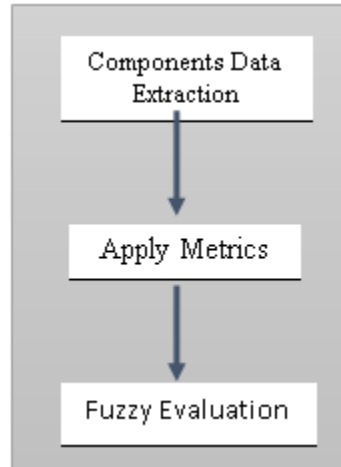 Components Data
Extraction
Apply Metrics
Fuzzy Evaluation